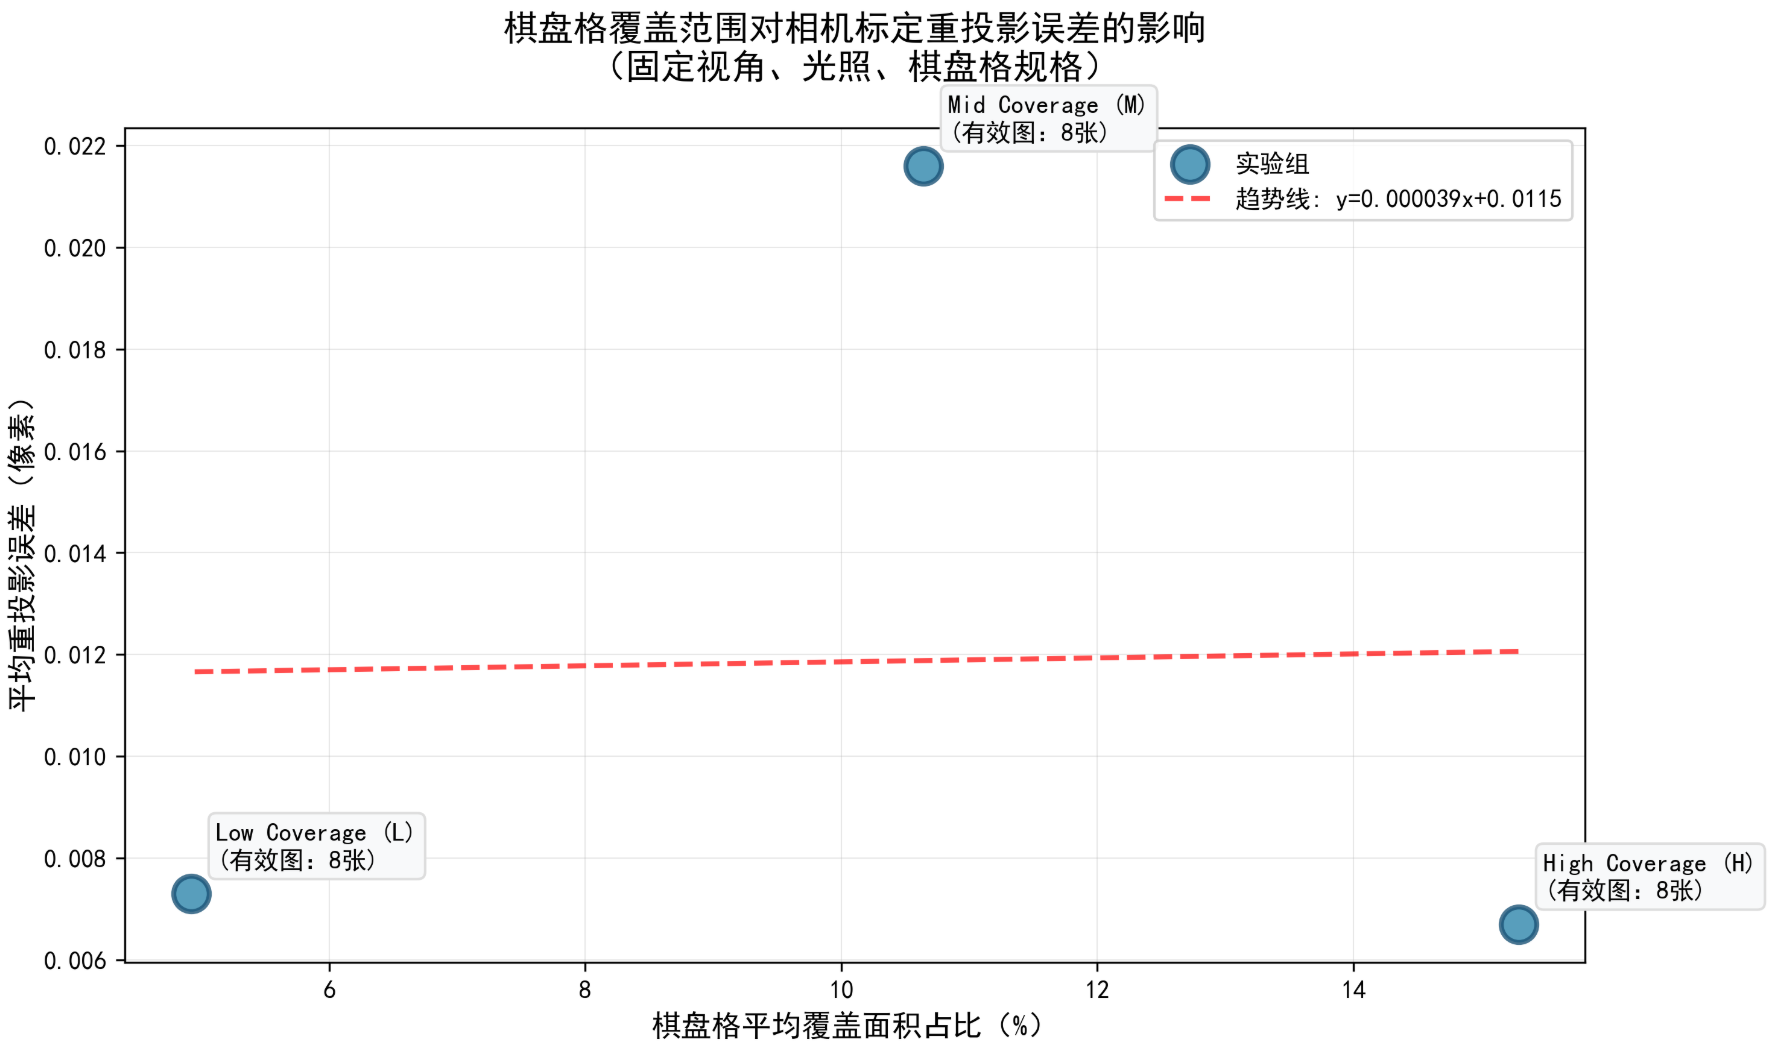 棋盘格覆盖范围对相机标定重投影误差的影响
（固定视角、光照、棋盘格规格）
Mid Coverage (M)
(有效图: 8张)
实验组
趋势线: y=0.000039x+0.0115
0.022
0.020
0.018
0.016
0.014
0.012
0.010
0.008
0.006
平均重投影误差（像素）
Low Coverage (L)
(有效图: 8张)
High Coverage (H)
(有效图: 8张)
6 8 10 12 14
棋盘格平均覆盖面积占比（%）